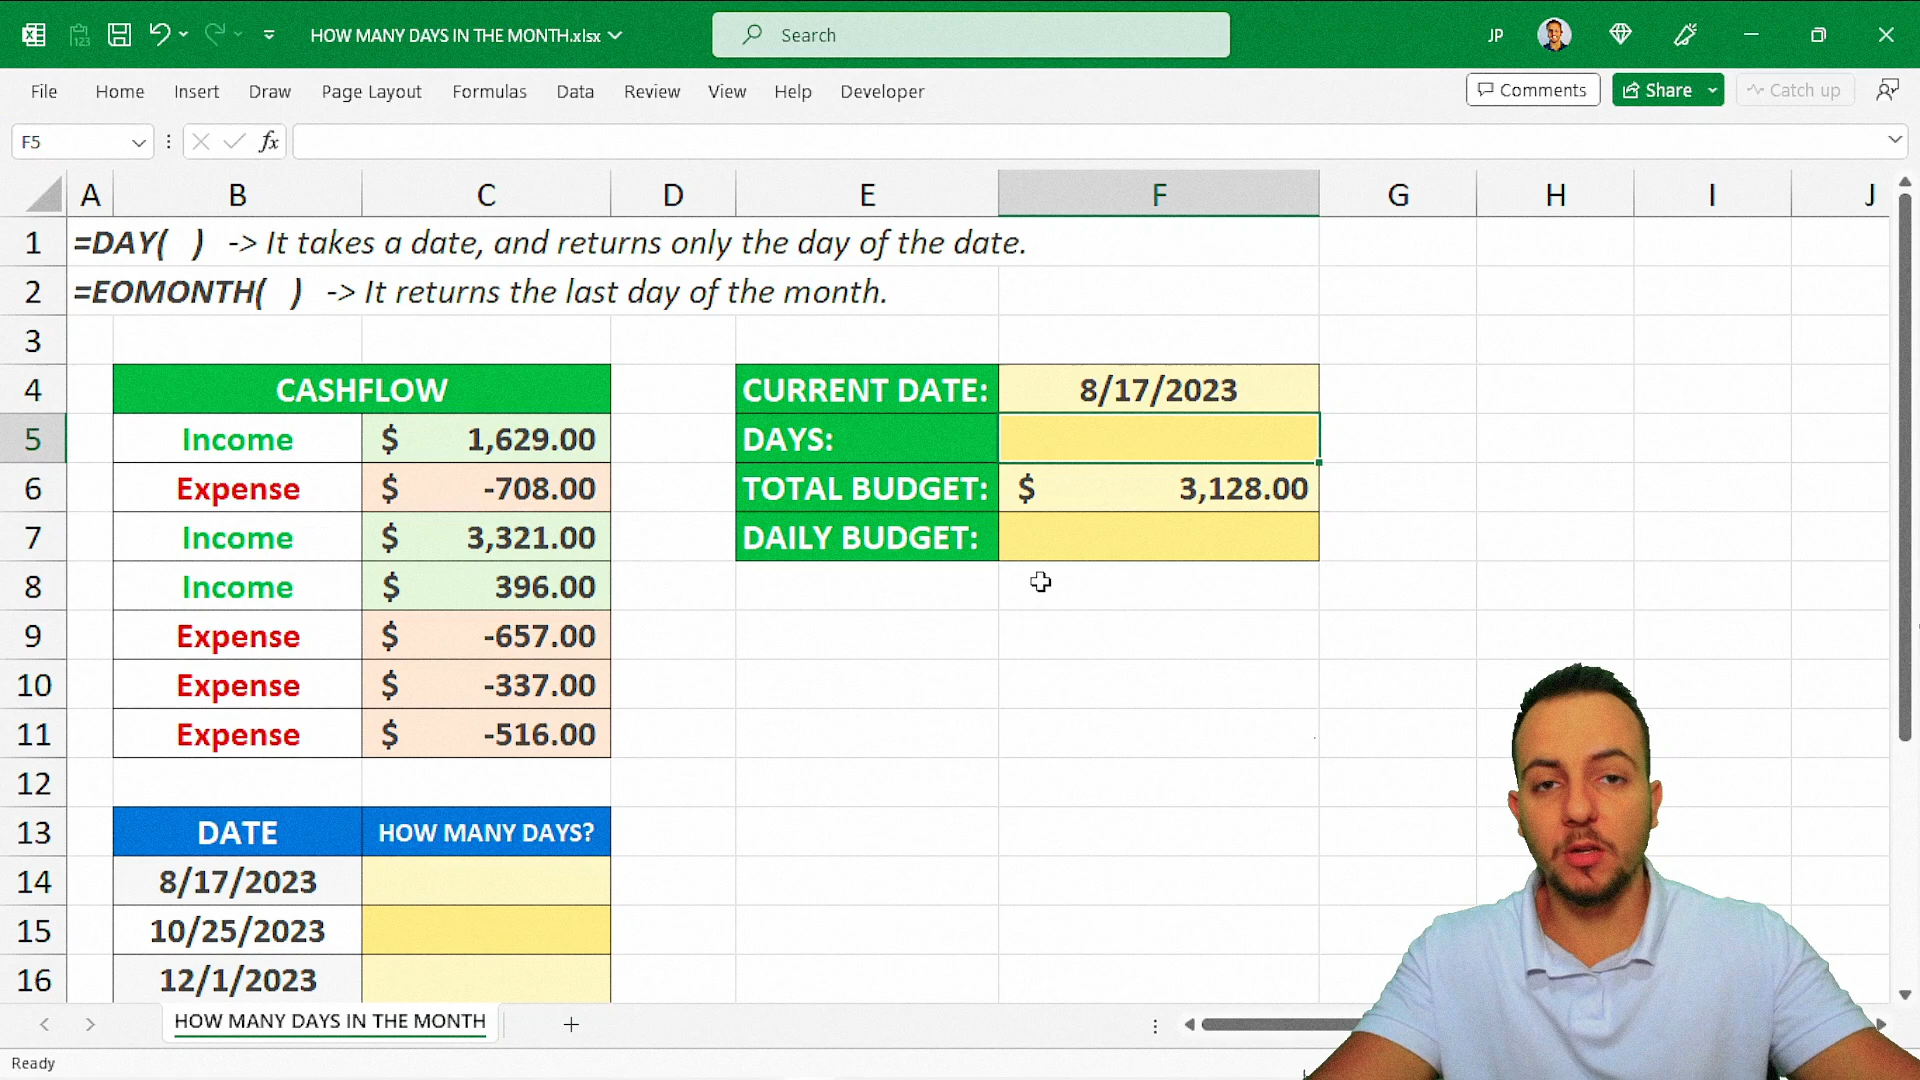 HOW MANY DAYS IN THE MONTH.xlsx
Search
JP
File Home Insert Draw Page Layout Formulas Data Review View Help Developer
Comments Share Catch up
F5 fx
A B C D E F G H I J
1 =DAY( ) -> It takes a date, and returns only the day of the date.
2 =EOMONTH( ) -> It returns the last day of the month.
3
4 CASHFLOW CURRENT DATE: 8/17/2023
5 Income $ 1,629.00 DAYS:
6 Expense $ -708.00 TOTAL BUDGET: $ 3,128.00
7 Income $ 3,321.00 DAILY BUDGET:
8 Income $ 396.00
9 Expense $ -657.00
10 Expense $ -337.00
11 Expense $ -516.00
12
13 DATE HOW MANY DAYS?
14 8/17/2023
15 10/25/2023
16 12/1/2023
HOW MANY DAYS IN THE MONTH
Ready